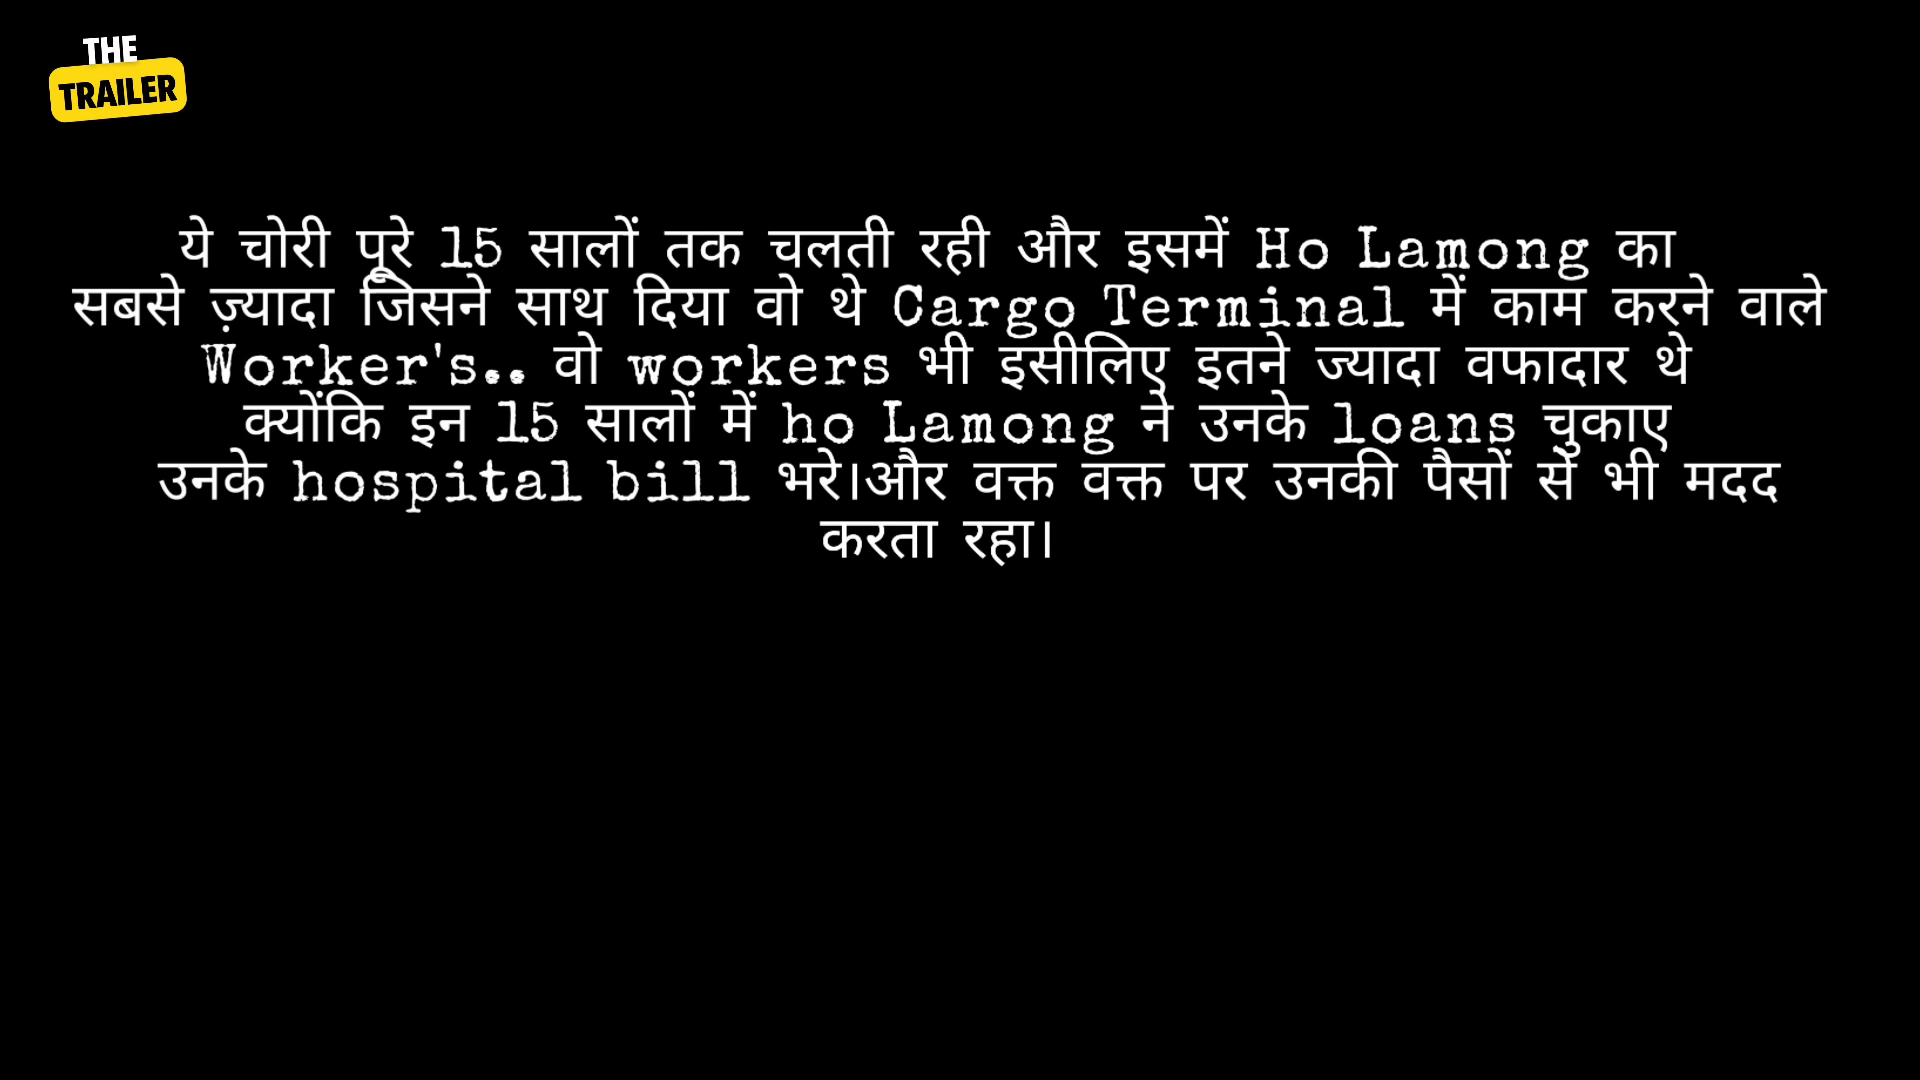 THE
TRAILER
ये चोरी पूरे 15 सालों तक चलती रही और इसमें Ho Lamong का
सबसे ज़्यादा जिसने साथ दिया वो थे Cargo Terminal में काम करने वाले
Worker's.. वो workers भी इसीलिए इतने ज्यादा वफादार थे
क्योंकि इन 15 सालों में ho Lamong ने उनके loans चुकाए
उनके hospital bill भरे।और वक्त वक्त पर उनकी पैसों से भी मदद
करता रहा।